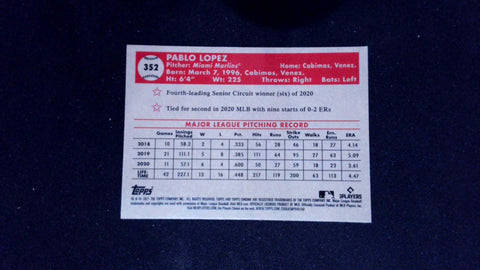 352
PABLO LOPEZ
Pitcher: Miami Marlins® Home: Cabimas, Venez.
Born: March 7, 1996, Cabimas, Venez.
Ht: 6'4" Wt: 225 Throws: Right Bats: Left
Fourth-leading Senior Circuit winner (six) of 2020
Tied for second in 2020 MLB with nine starts of 0-2 ERs
MAJOR LEAGUE PITCHING RECORD
Games Innings Pitched W L Pct. Hits Runs Strike Outs Walks Earn. Runs ERA
2018 10 58.2 2 4 .333 56 28 46 18 27 4.14
2019 21 111.1 5 8 .385 111 64 95 27 63 5.09
2020 11 57.1 6 4 .600 50 27 59 18 23 3.61
LIFE-TIME 42 227.1 13 16 .448 217 119 200 63 113 4.47
Topps
MLB
PLAYERS